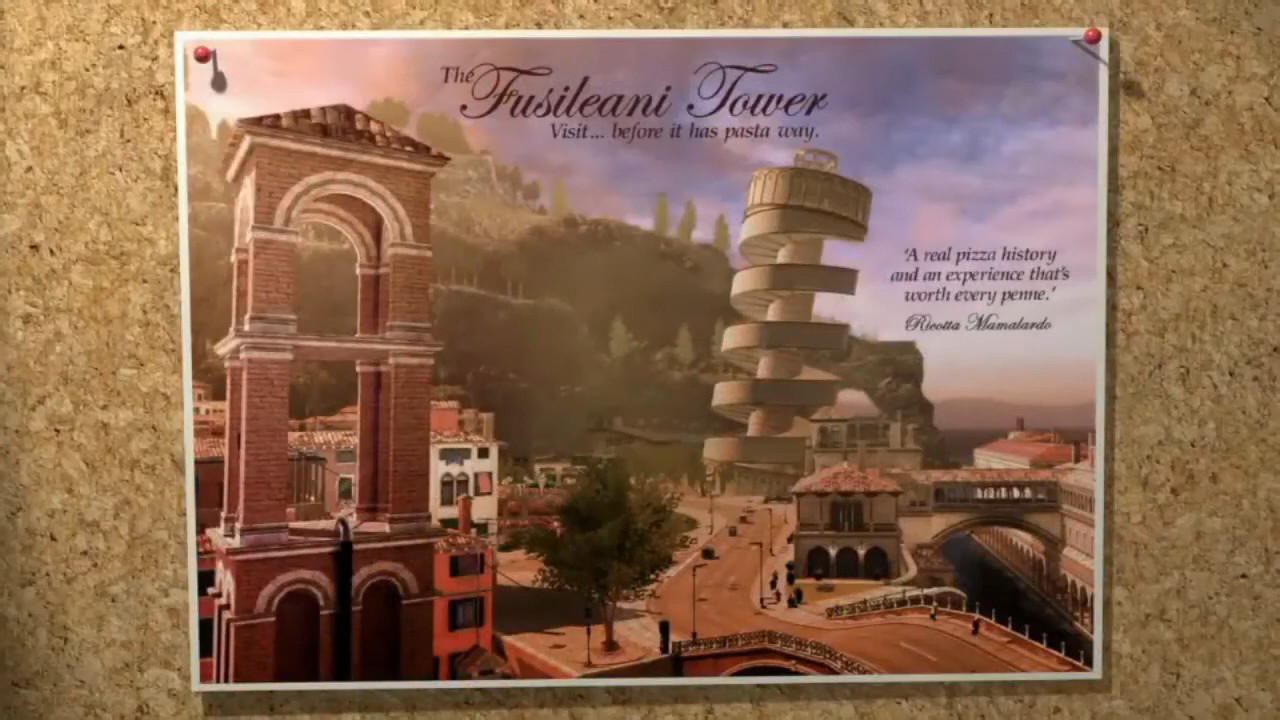 The Fusileani Tower
Visit... before it has pasta way.
'A real pizza history
and an experience that's
worth every penne.'
Ricotta Mamalardo